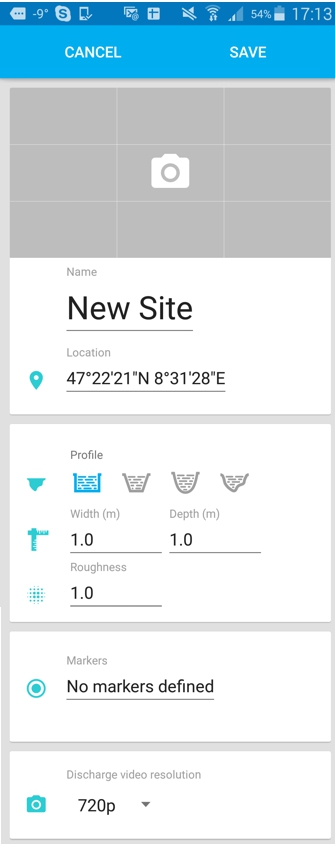 -9° 54% 17:13
CANCEL SAVE
Name
New Site
Location
47°22'21"N 8°31'28"E
Profile
Width (m) Depth (m)
1.0 1.0
Roughness
1.0
Markers
No markers defined
Discharge video resolution
720p